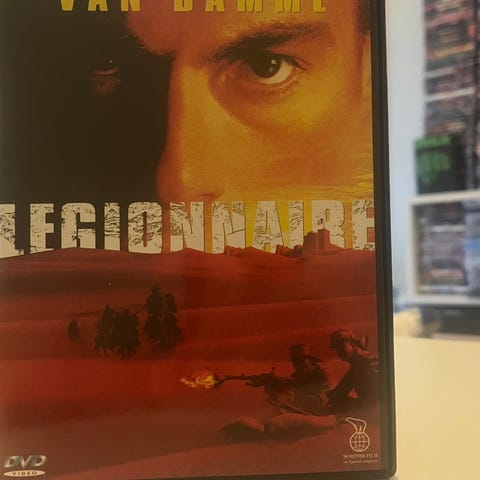 VAN DAMME
LEGIONNAIRE
DVD
VIDEO
NORDISK FILM